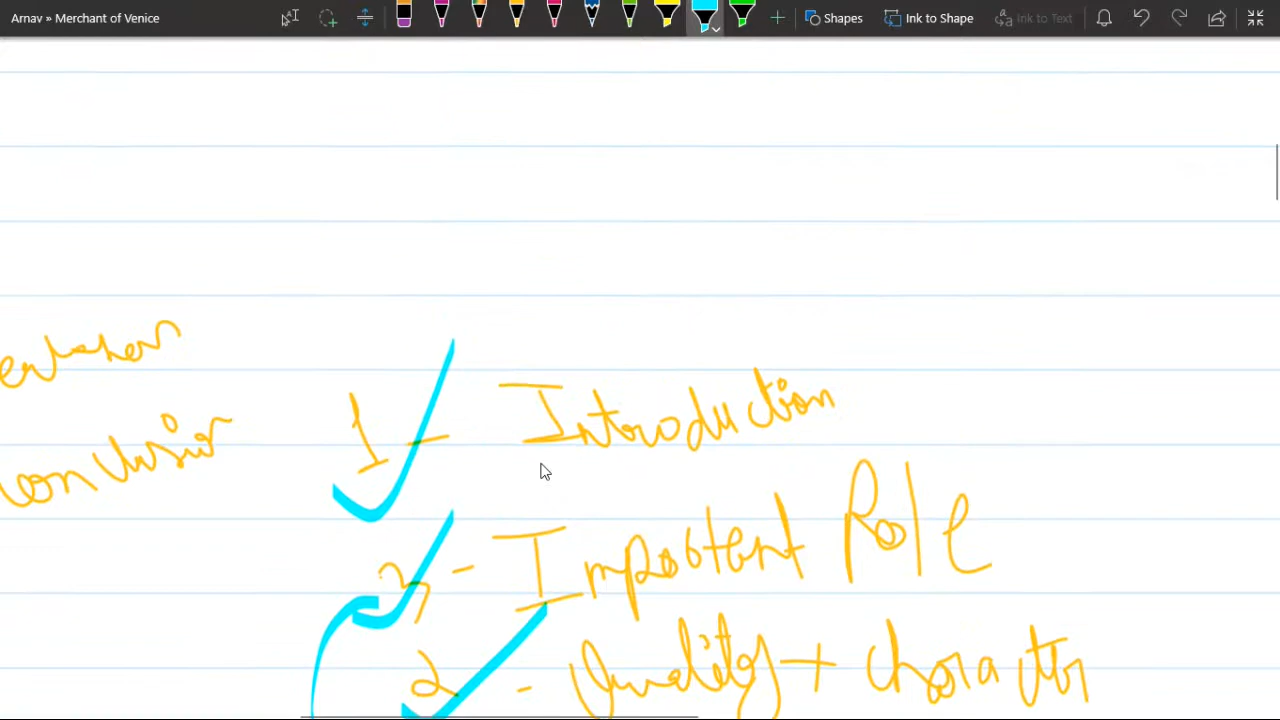 Arnav » Merchant of Venice
Shapes
Ink to Shape
Ink to Text
conclusion
1 - Introduction
3 - Important Role
2 - Quality + character